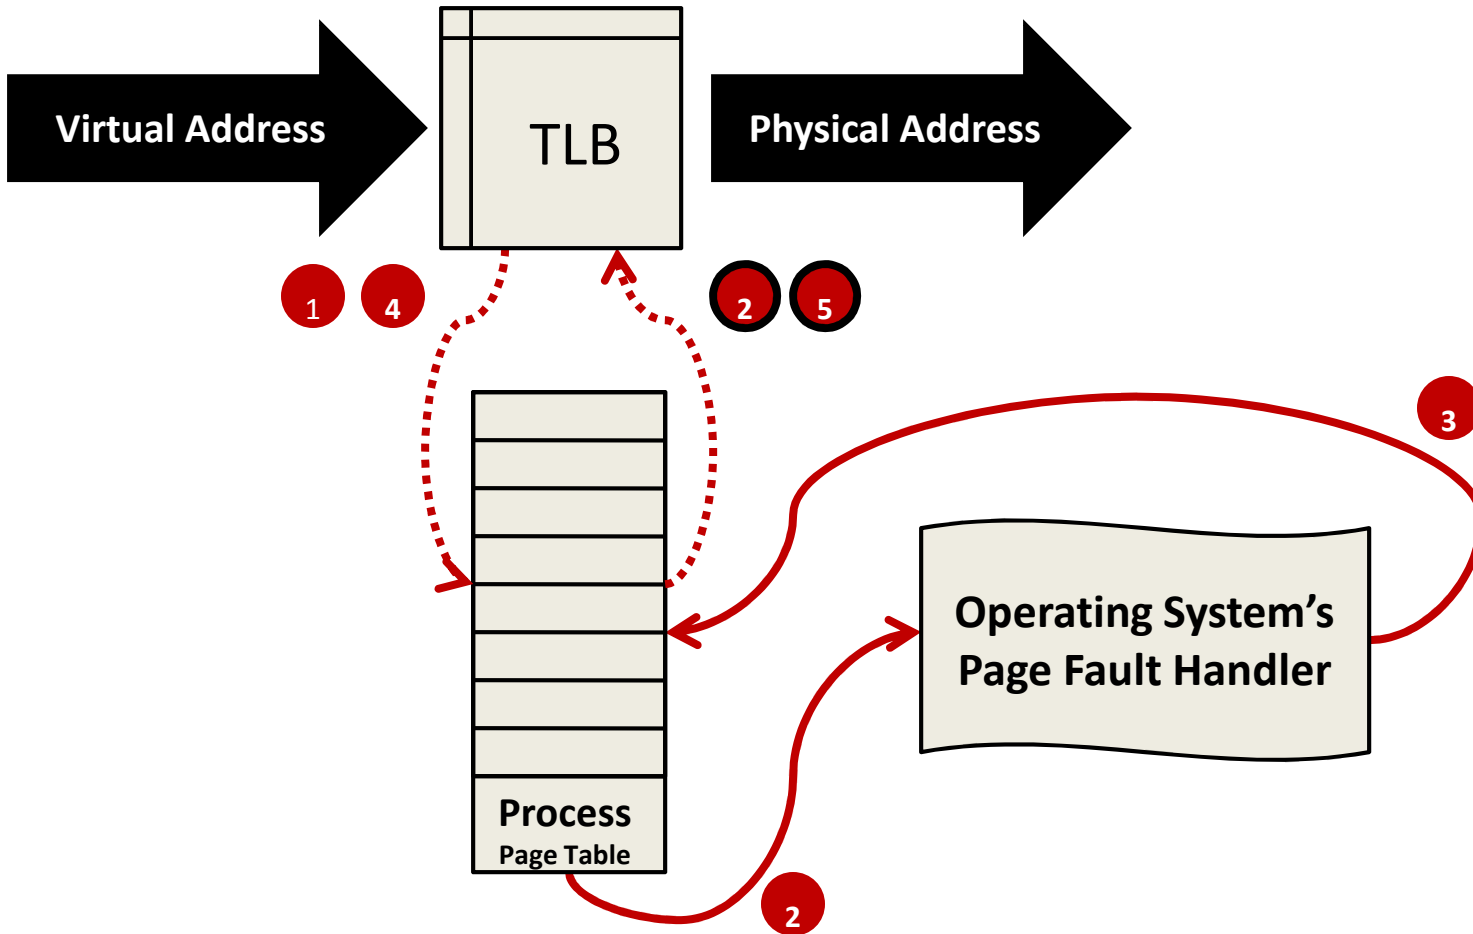 Virtual Address
TLB
Physical Address
1
4
2
5
3
Operating System’s
Page Fault Handler
Process
Page Table
2